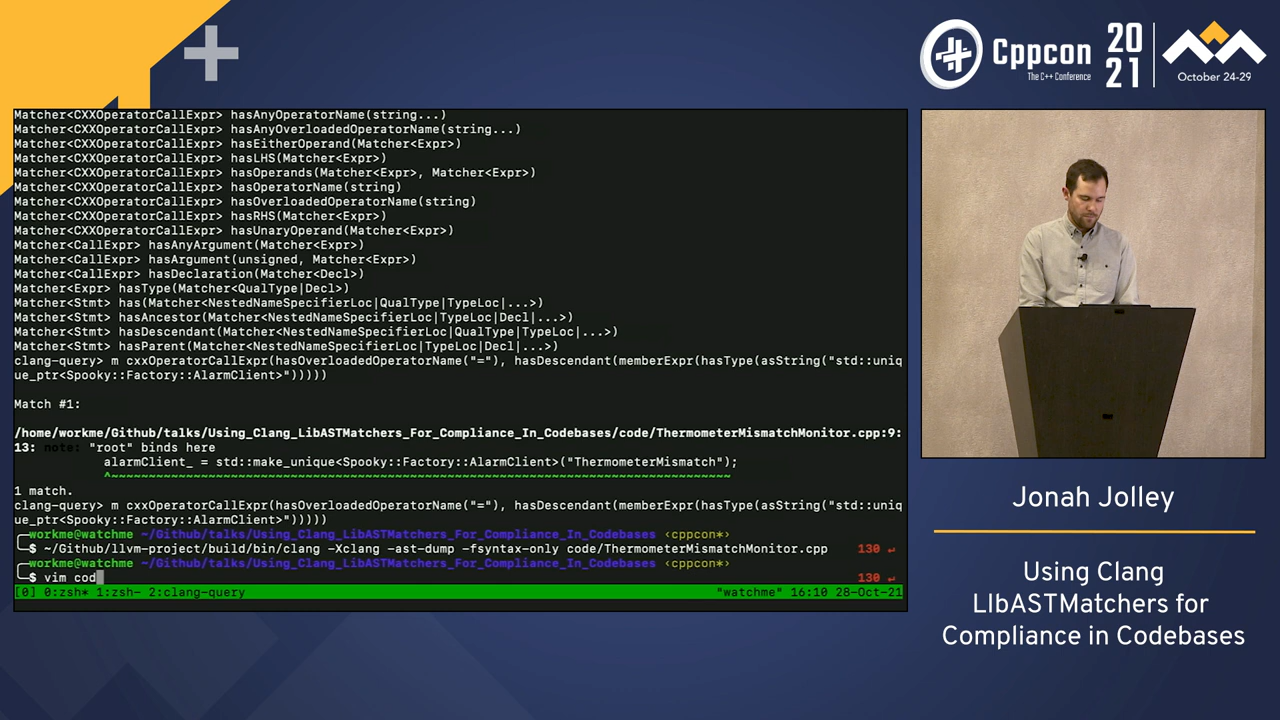 Cppcon
The C++ Conference
20
21
October 24-29
Matcher<CXXOperatorCallExpr> hasAnyOperatorName(string...)
Matcher<CXXOperatorCallExpr> hasAnyOverloadedOperatorName(string...)
Matcher<CXXOperatorCallExpr> hasEitherOperand(Matcher<Expr>)
Matcher<CXXOperatorCallExpr> hasLHS(Matcher<Expr>)
Matcher<CXXOperatorCallExpr> hasOperands(Matcher<Expr>, Matcher<Expr>)
Matcher<CXXOperatorCallExpr> hasOperatorName(string)
Matcher<CXXOperatorCallExpr> hasOverloadedOperatorName(string)
Matcher<CXXOperatorCallExpr> hasRHS(Matcher<Expr>)
Matcher<CXXOperatorCallExpr> hasUnaryOperand(Matcher<Expr>)
Matcher<CallExpr> hasAnyArgument(Matcher<Expr>)
Matcher<CallExpr> hasArgument(unsigned, Matcher<Expr>)
Matcher<CallExpr> hasDeclaration(Matcher<Decl>)
Matcher<Expr> hasType(Matcher<QualType|Decl>)
Matcher<Stmt> has(Matcher<NestedNameSpecifierLoc|QualType|TypeLoc|...>)
Matcher<Stmt> hasAncestor(Matcher<NestedNameSpecifierLoc|TypeLoc|Decl|...>)
Matcher<Stmt> hasDescendant(Matcher<NestedNameSpecifierLoc|QualType|TypeLoc|...>)
Matcher<Stmt> hasParent(Matcher<NestedNameSpecifierLoc|TypeLoc|Decl|...>)
clang-query> m cxxOperatorCallExpr(hasOverloadedOperatorName("="), hasDescendant(memberExpr(hasType(asString("std::uniq
ue_ptr<Spooky::Factory::AlarmClient>")))))
Match #1:
/home/workme/Github/talks/Using_Clang_LibASTMatchers_For_Compliance_In_Codebases/code/ThermometerMismatchMonitor.cpp:9:
13: note: "root" binds here
alarmClient_ = std::make_unique<Spooky::Factory::AlarmClient>("ThermometerMismatch");
^~~~~~~~~~~~~~~~~~~~~~~~~~~~~~~~~~~~~~~~~~~~~~~~~~~~~~~~~~~~~~~~~~~~~~~~~~~~~~~~~~~~
1 match.
clang-query> m cxxOperatorCallExpr(hasOverloadedOperatorName("="), hasDescendant(memberExpr(hasType(asString("std::uniq
ue_ptr<Spooky::Factory::AlarmClient>")))))
workme@watchme ~/Github/talks/Using_Clang_LibASTMatchers_For_Compliance_In_Codebases ‹cppcon*›
$ ~/Github/llvm-project/build/bin/clang -Xclang -ast-dump -fsyntax-only code/ThermometerMismatchMonitor.cpp 130 ↵
workme@watchme ~/Github/talks/Using_Clang_LibASTMatchers_For_Compliance_In_Codebases ‹cppcon*›
$ vim cod 130 ↵
[0] 0:zsh* 1:zsh- 2:clang-query "watchme" 16:10 28-Oct-21
Jonah Jolley
Using Clang
LIbASTMatchers for
Compliance in Codebases